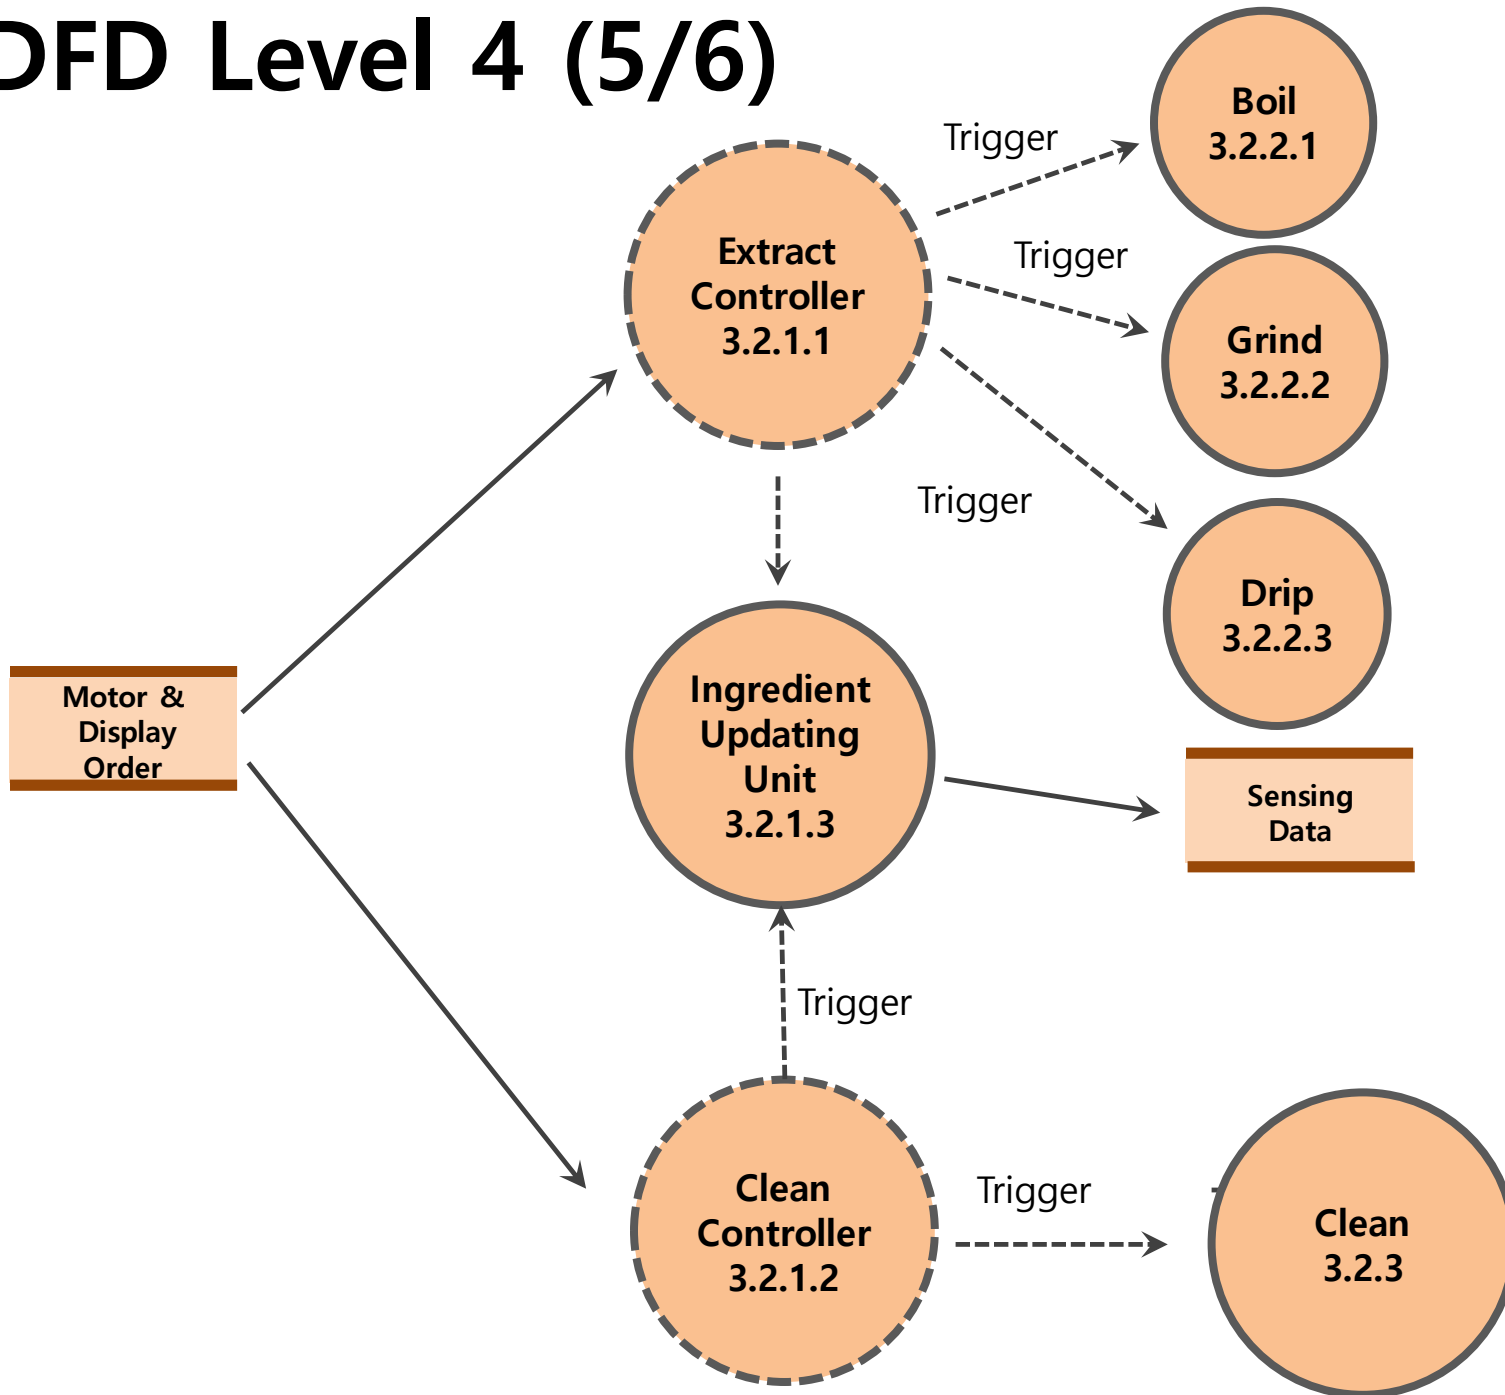 DFD Level 4 (5/6)
Boil
3.2.2.1
Trigger
Extract
Controller
3.2.1.1
Trigger
Grind
3.2.2.2
Trigger
Drip
3.2.2.3
Motor &
Display
Order
Ingredient
Updating
Unit
3.2.1.3
Sensing
Data
Trigger
Clean
Controller
3.2.1.2
Trigger
Clean
3.2.3